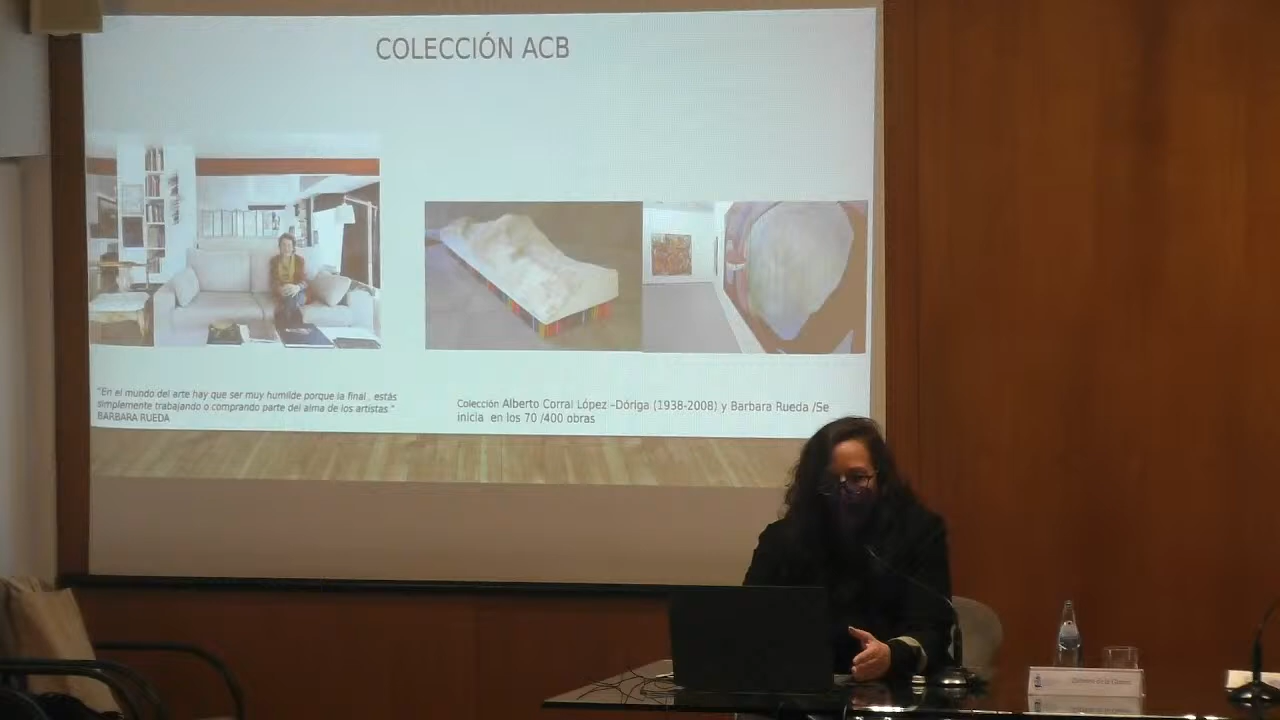 COLECCIÓN ACB
"En el mundo del arte hay que ser muy humilde porque la final , estás
simplemente trabajando o comprando parte del alma de los artistas."
BARBARA RUEDA
Colección Alberto Corral López –Dóriga (1938-2008) y Barbara Rueda /Se
inicia en los 70 /400 obras